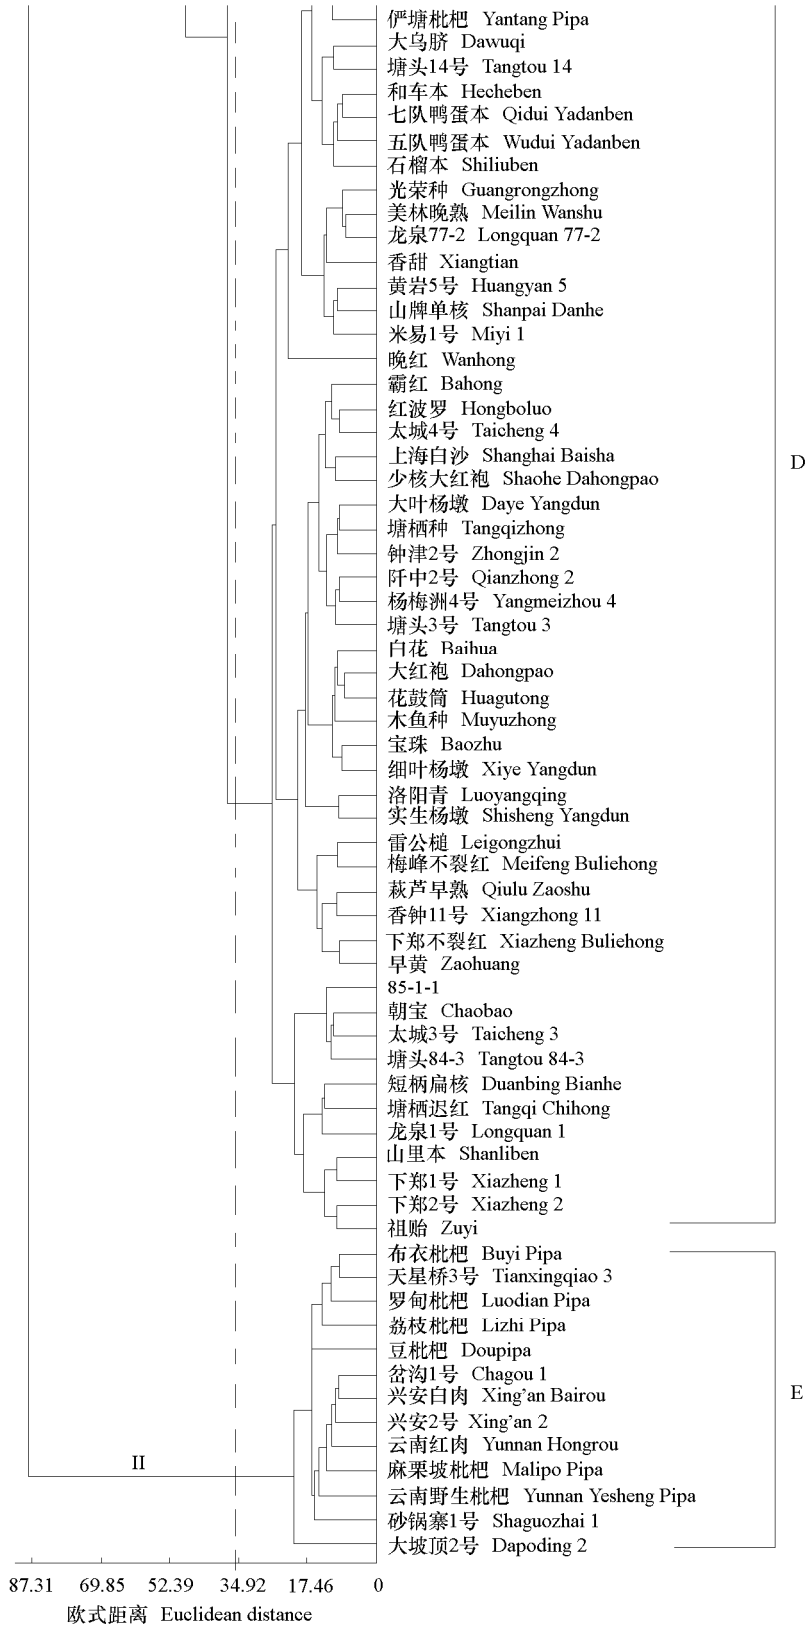 俨塘枇杷 Yantang Pipa
大乌脐 Dawuqi
塘头14号 Tangtou 14
和车本 Hecheben
七队鸭蛋本 Qidui Yadanben
五队鸭蛋本 Wudui Yadanben
石榴本 Shiliuben
光荣种 Guangrongzhong
美林晚熟 Meilin Wanshu
龙泉77-2 Longquan 77-2
香甜 Xiangtian
黄岩5号 Huangyan 5
山牌单核 Shanpai Danhe
米易1号 Miyi 1
晚红 Wanhong
霸红 Bahong
红波罗 Hongboluo
太城4号 Taicheng 4
上海白沙 Shanghai Baisha
D
少核大红袍 Shaohe Dahongpao
大叶杨墩 Daye Yangdun
塘栖种 Tangqizhong
钟津2号 Zhongjin 2
阡中2号 Qianzhong 2
杨梅洲4号 Yangmeizhou 4
塘头3号 Tangtou 3
白花 Baihua
大红袍 Dahongpao
花鼓筒 Huagutong
木鱼种 Muyuzhong
宝珠 Baozhu
细叶杨墩 Xiye Yangdun
洛阳青 Luoyangqing
实生杨墩 Shisheng Yangdun
雷公槌 Leigongzhui
梅峰不裂红 Meifeng Buliehong
萩芦早熟 Qiulu Zaoshu
香钟11号 Xiangzhong 11
下郑不裂红 Xiazheng Buliehong
早黄 Zaohuang
85-1-1
朝宝 Chaobao
太城3号 Taicheng 3
塘头84-3 Tangtou 84-3
短柄扁核 Duanbing Bianhe
塘栖迟红 Tangqi Chihong
龙泉1号 Longquan 1
山里本 Shanliben
下郑1号 Xiazheng 1
下郑2号 Xiazheng 2
祖贻 Zuyi
布衣枇杷 Buyi Pipa
天星桥3号 Tianxingqiao 3
罗甸枇杷 Luodian Pipa
荔枝枇杷 Lizhi Pipa
豆枇杷 Doupipa
岔沟1号 Chagou 1
兴安白肉 Xing'an Bairou
E
兴安2号 Xing'an 2
云南红肉 Yunnan Hongrou
II
麻栗坡枇杷 Malipo Pipa
云南野生枇杷 Yunnan Yesheng Pipa
砂锅寨1号 Shaguozhai 1
大坡顶2号 Dapoding 2
87.31 69.85 52.39 34.92 17.46 0
欧式距离 Euclidean distance